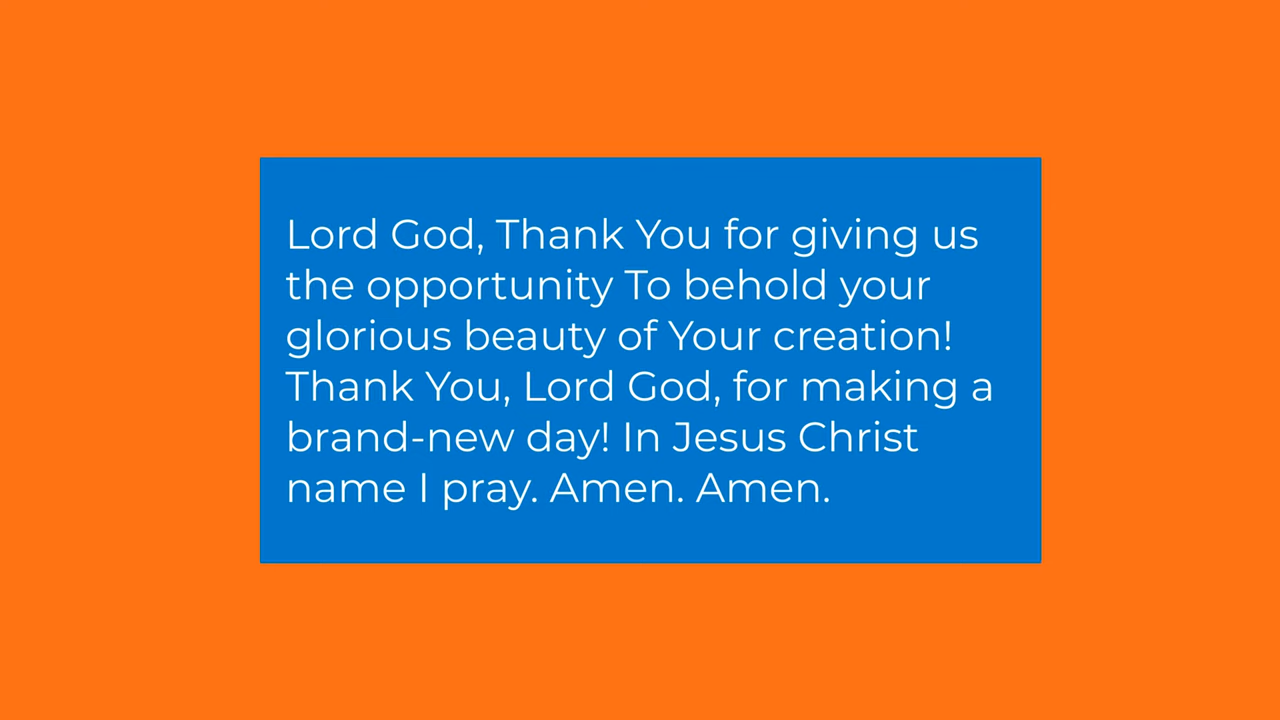 Lord God, Thank You for giving us
the opportunity To behold your
glorious beauty of Your creation!
Thank You, Lord God, for making a
brand-new day! In Jesus Christ
name I pray. Amen. Amen.